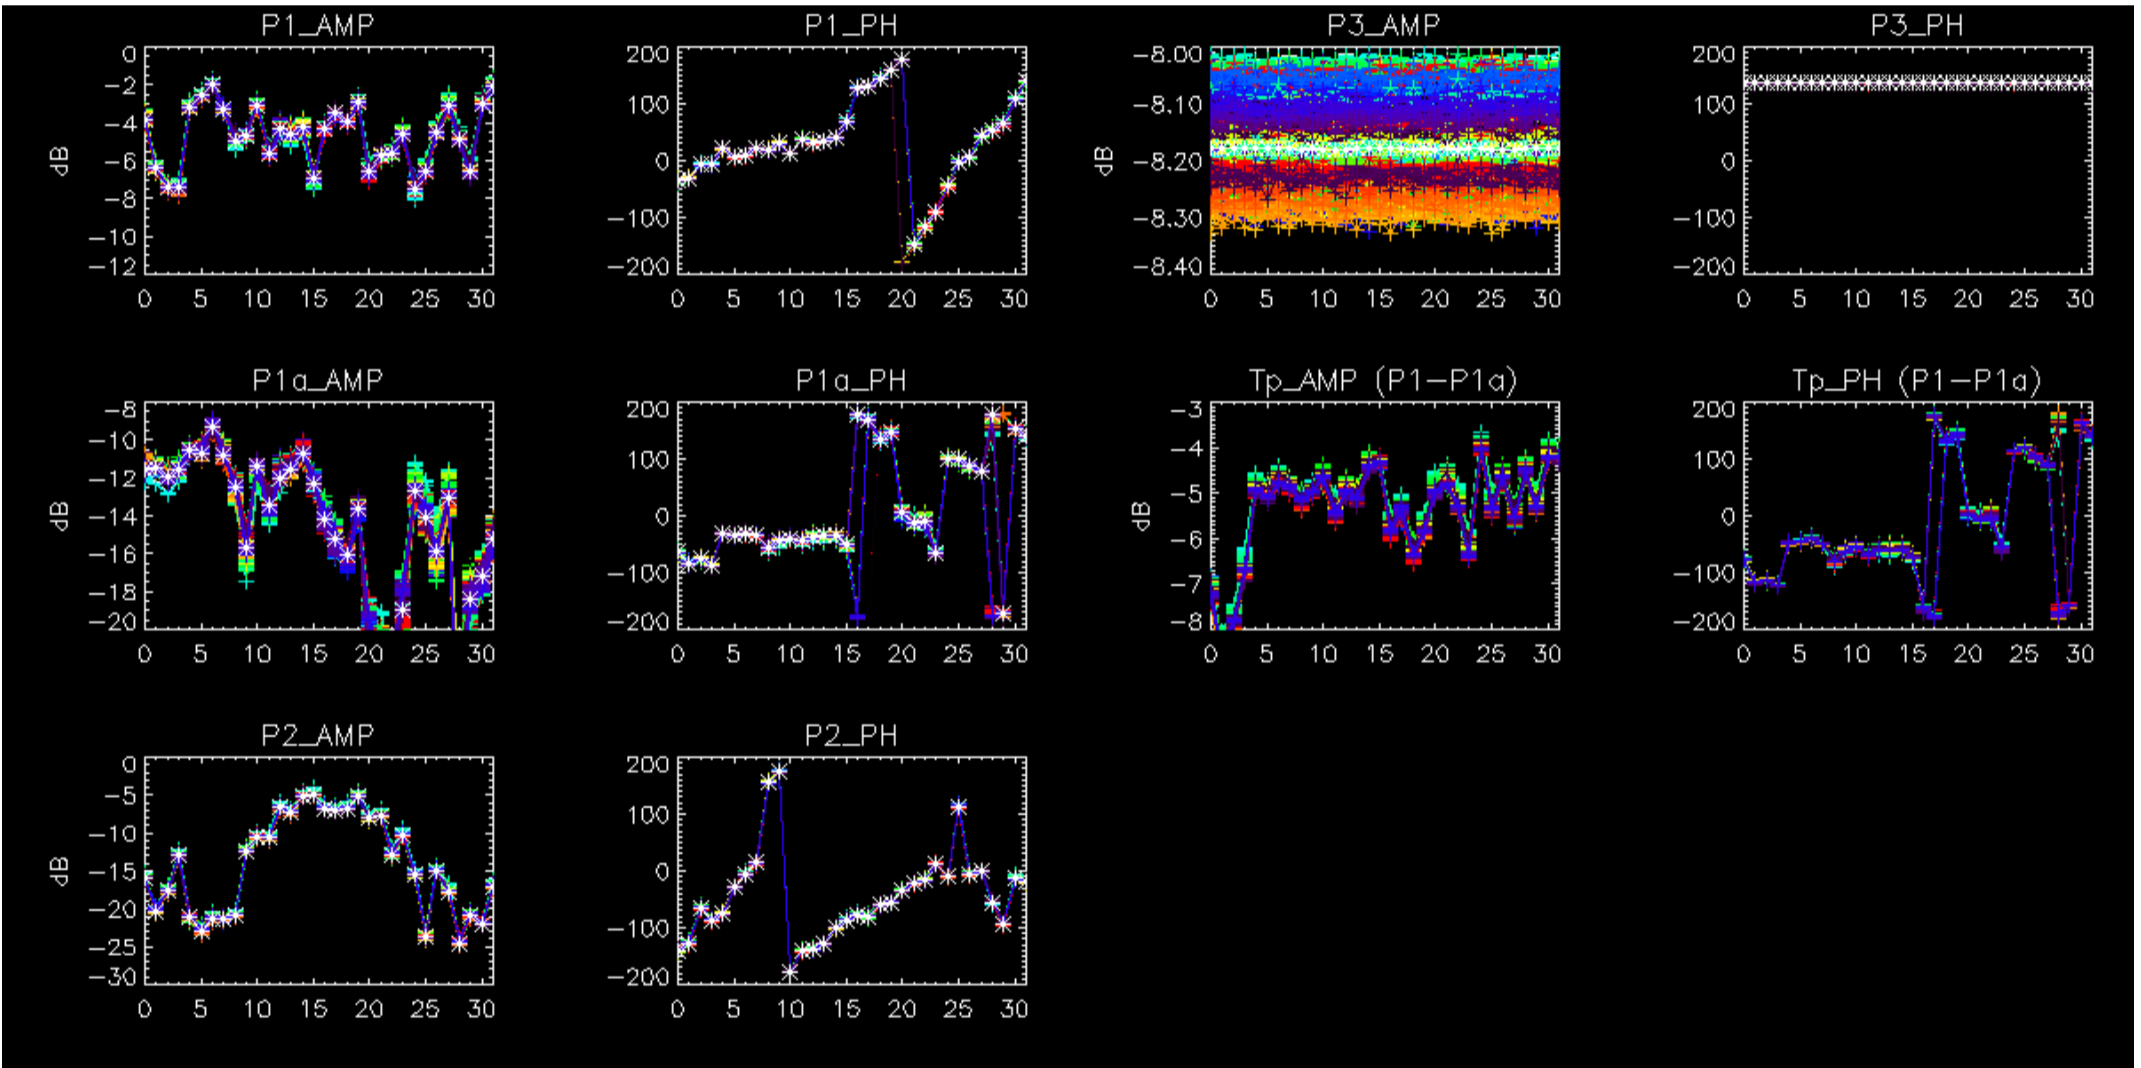 P1_AMP
P1_PH
P3_AMP
P3_PH
0
−2
−4
−6
−8
−10
−12
dB
0 5 10 15 20 25 30
200
100
0
−100
−200
0 5 10 15 20 25 30
−8.00
−8.10
−8.20
−8.30
−8.40
dB
0 5 10 15 20 25 30
200
100
0
−100
−200
0 5 10 15 20 25 30
P1a_AMP
P1a_PH
Tp_AMP (P1−P1a)
Tp_PH (P1−P1a)
−8
−10
−12
−14
−16
−18
−20
dB
0 5 10 15 20 25 30
200
100
0
−100
−200
0 5 10 15 20 25 30
−3
−4
−5
−6
−7
−8
dB
0 5 10 15 20 25 30
200
100
0
−100
−200
0 5 10 15 20 25 30
P2_AMP
P2_PH
0
−5
−10
−15
−20
−25
−30
dB
0 5 10 15 20 25 30
200
100
0
−100
−200
0 5 10 15 20 25 30